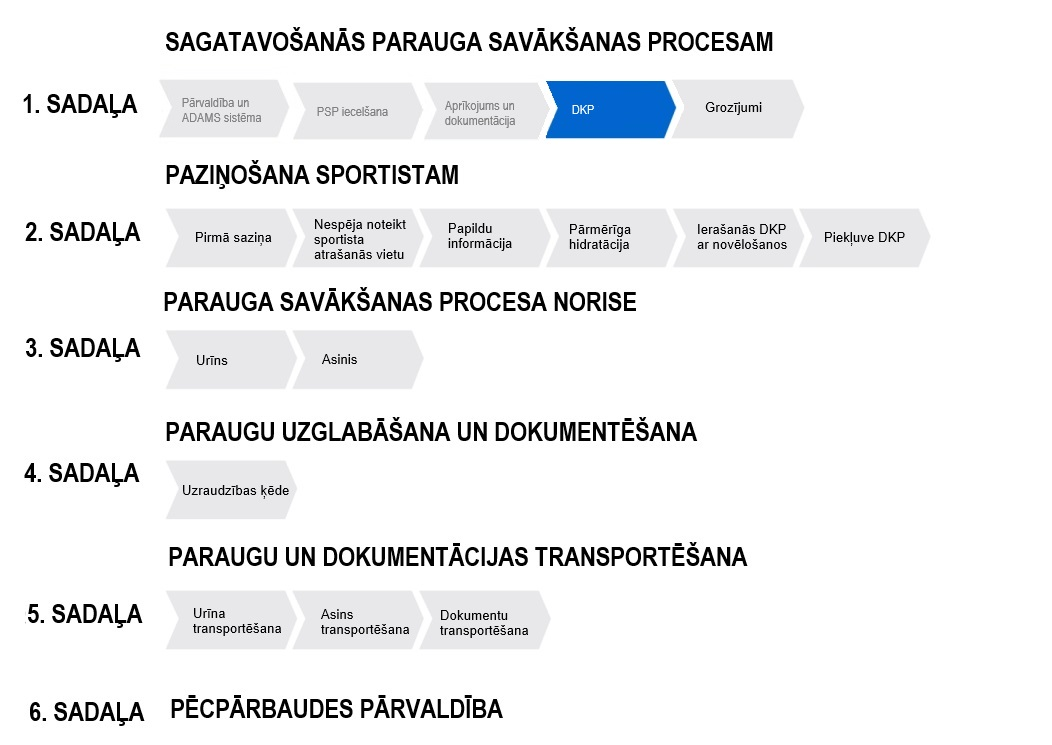 SAGATAVOŠANĀS PARAUGA SAVĀKŠANAS PROCESAM
1. SADAĻA
Pārvaldība un
ADAMS sistēma
PSP iecelšana
Aprīkojums un
dokumentācija
DKP
Grozījumi
PAZIŅOŠANA SPORTISTAM
2. SADAĻA
Pirmā saziņa
Nespēja noteikt
sportista
atrašanās vietu
Papildu
informācija
Pārmērīga
hidratācija
Ierašanās DKP
ar novēlošanos
Piekļuve DKP
PARAUGA SAVĀKŠANAS PROCESA NORISE
3. SADAĻA
Urīns
Asinis
PARAUGU UZGLABĀŠANA UN DOKUMENTĒŠANA
4. SADAĻA
Uzraudzības ķēde
PARAUGU UN DOKUMENTĀCIJAS TRANSPORTĒŠANA
5. SADAĻA
Urīna
transportēšana
Asins
transportēšana
Dokumentu
transportēšana
6. SADAĻA
PĒCPĀRBAUDES PĀRVALDĪBA